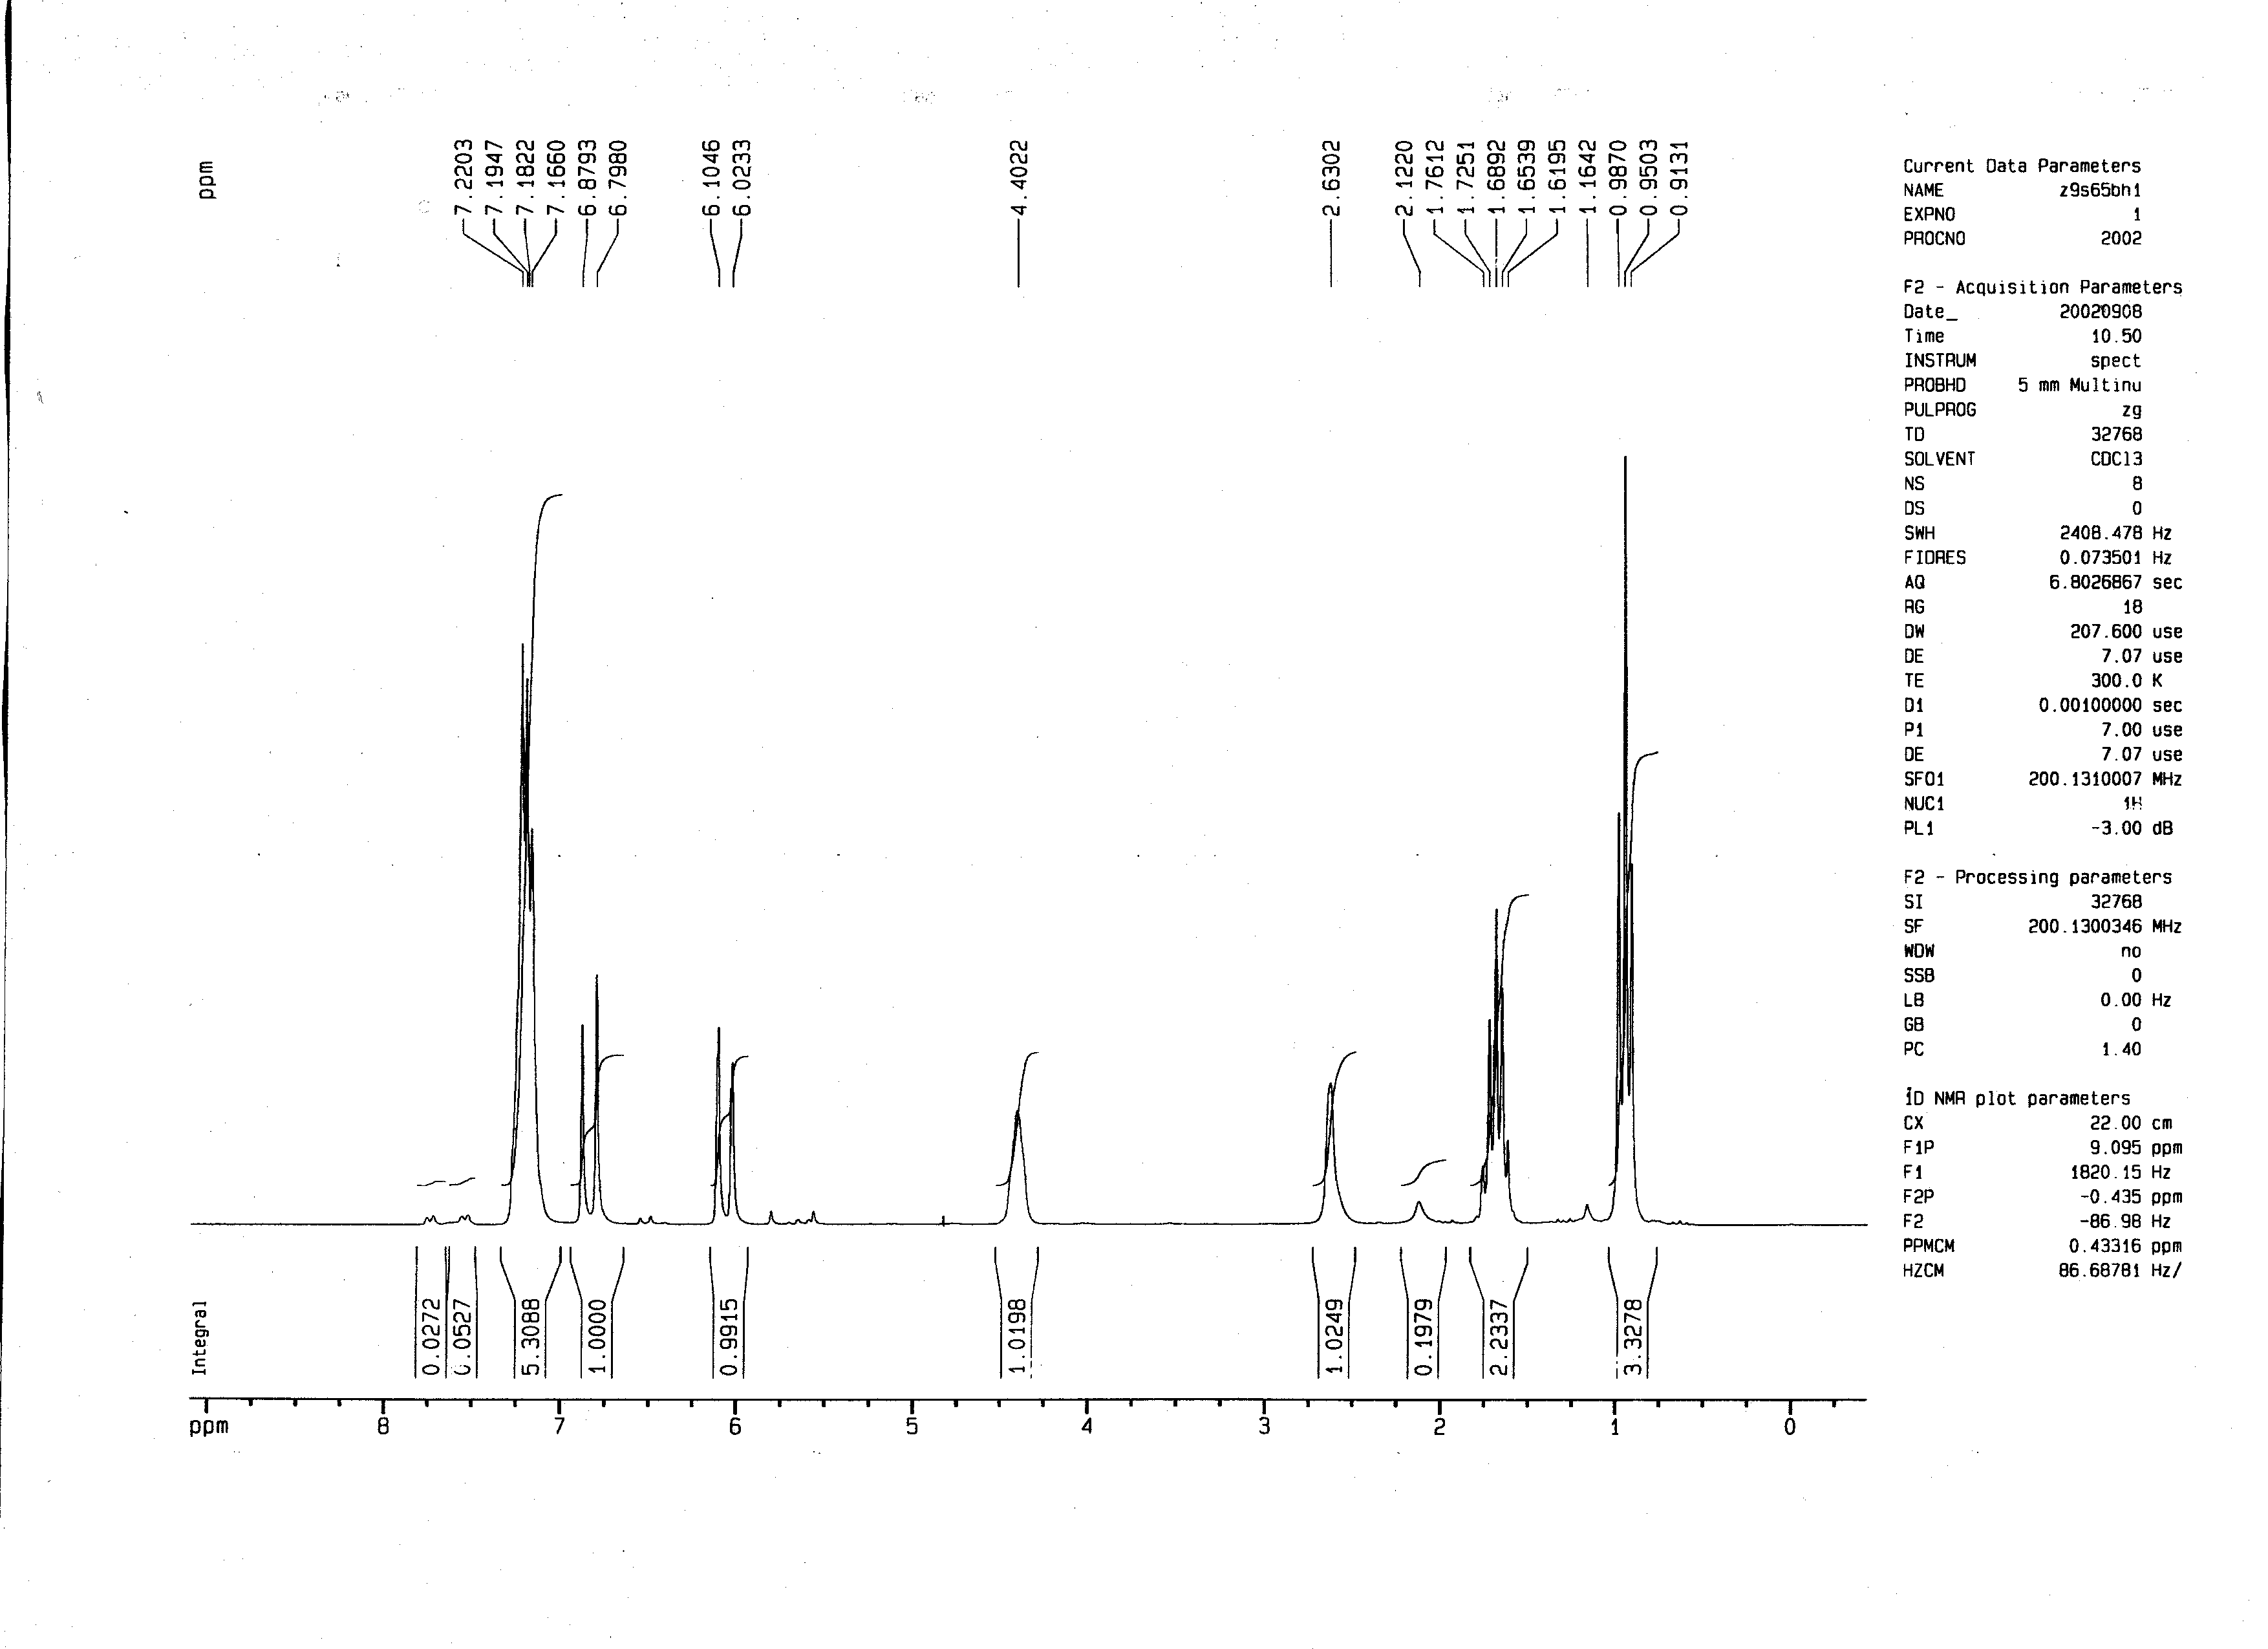 ppm
7.2203
7.1947
7.1822
7.1660
6.8793
6.7980
6.1046
6.0233
4.4022
2.6302
2.1220
1.7612
1.7251
1.6892
1.6539
1.6195
1.1642
0.9870
0.9503
0.9131
Current Data Parameters
NAME z9s65bh1
EXPNO 1
PROCNO 2002
F2 - Acquisition Parameters
Date_ 20020908
Time 10.50
INSTRUM spect
PROBHD 5 mm Multinu
PULPROG zg
TD 32768
SOLVENT CDCl3
NS 8
DS 0
SWH 2408.478 Hz
FIDRES 0.073501 Hz
AQ 6.8026867 sec
RG 18
DW 207.600 use
DE 7.07 use
TE 300.0 K
D1 0.00100000 sec
P1 7.00 use
DE 7.07 use
SFO1 200.1310007 MHz
NUC1 1H
PL1 -3.00 dB
F2 - Processing parameters
SI 32768
SF 200.1300346 MHz
WDW no
SSB 0
LB 0.00 Hz
GB 0
PC 1.40
1D NMR plot parameters
CX 22.00 cm
F1P 9.095 ppm
F1 1820.15 Hz
F2P -0.435 ppm
F2 -86.98 Hz
PPMCM 0.43316 ppm
HZCM 86.68781 Hz/
Integral
0.0272
0.0527
5.3088
1.0000
0.9915
1.0198
1.0249
0.1979
2.2337
3.3278
ppm 8 7 6 5 4 3 2 1 0